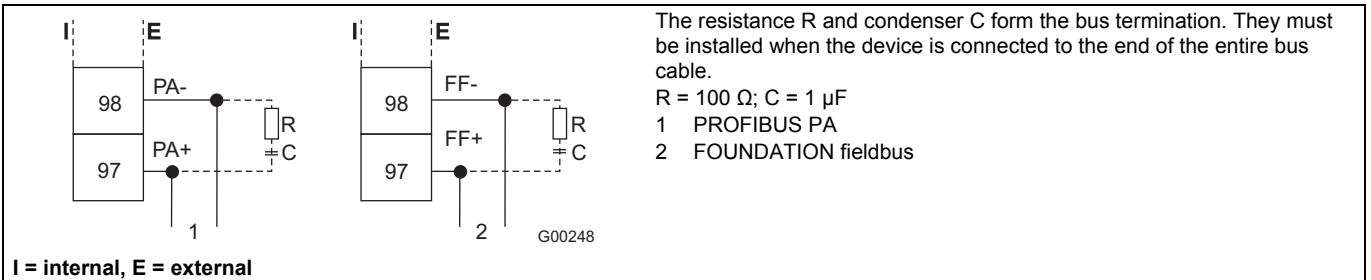 I E
98 PA-
97 PA+
R
C
1
I E
98 FF-
97 FF+
R
C
2
G00248
I = internal, E = external
The resistance R and condenser C form the bus termination. They must
be installed when the device is connected to the end of the entire bus
cable.
R = 100 Ω; C = 1 µF
1 PROFIBUS PA
2 FOUNDATION fieldbus